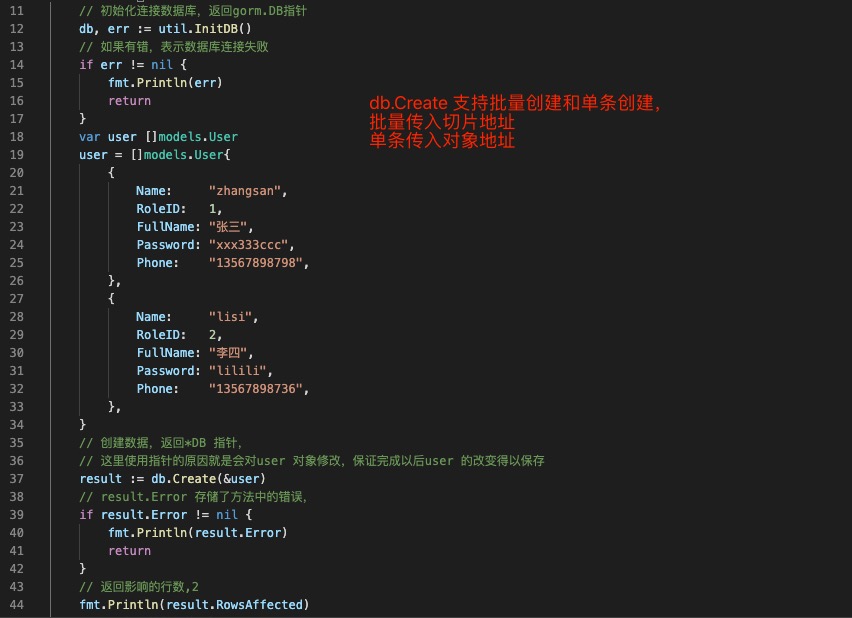 11 // 初始化连接数据库，返回gorm.DB指针
12 db, err := util.InitDB()
13 // 如果有错，表示数据库连接失败
14 if err != nil {
15 fmt.Println(err)
16 return
17 }
db.Create 支持批量创建和单条创建，
批量传入切片地址
单条传入对象地址
18 var user []models.User
19 user = []models.User{
20 {
21 Name: "zhangsan",
22 RoleID: 1,
23 FullName: "张三",
24 Password: "xxx333ccc",
25 Phone: "13567898798",
26 },
27 {
28 Name: "lisi",
29 RoleID: 2,
30 FullName: "李四",
31 Password: "lilili",
32 Phone: "13567898736",
33 },
34 }
35 // 创建数据，返回*DB 指针，
36 // 这里使用指针的原因就是会对user 对象修改，保证完成以后user 的改变得以保存
37 result := db.Create(&user)
38 // result.Error 存储了方法中的错误，
39 if result.Error != nil {
40 fmt.Println(result.Error)
41 return
42 }
43 // 返回影响的行数,2
44 fmt.Println(result.RowsAffected)